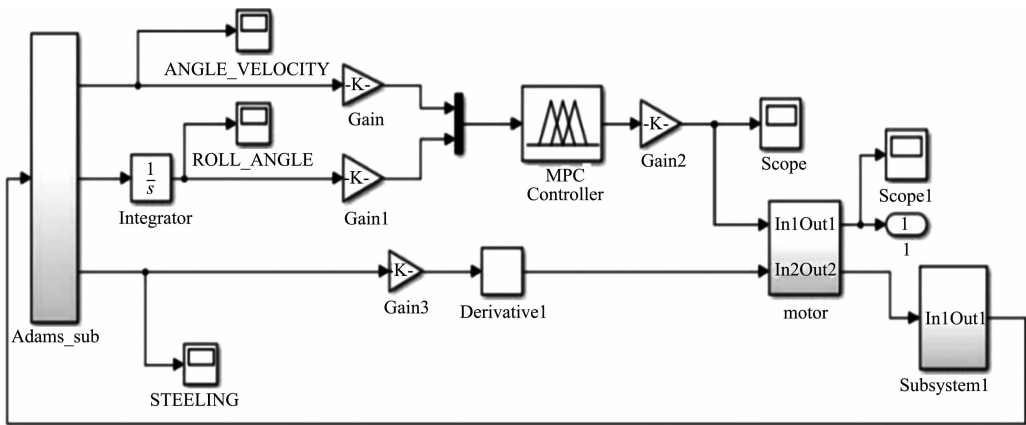 ANGLE_VELOCITY
-K-
Gain
ROLL_ANGLE
1
s
Integrator
-K-
Gain1
MPC
Controller
-K-
Gain2
Scope
Scope1
1
1
In1Out1
In2Out2
motor
-K-
Gain3
Derivative1
Adams_sub
STEELING
In1Out1
Subsystem1